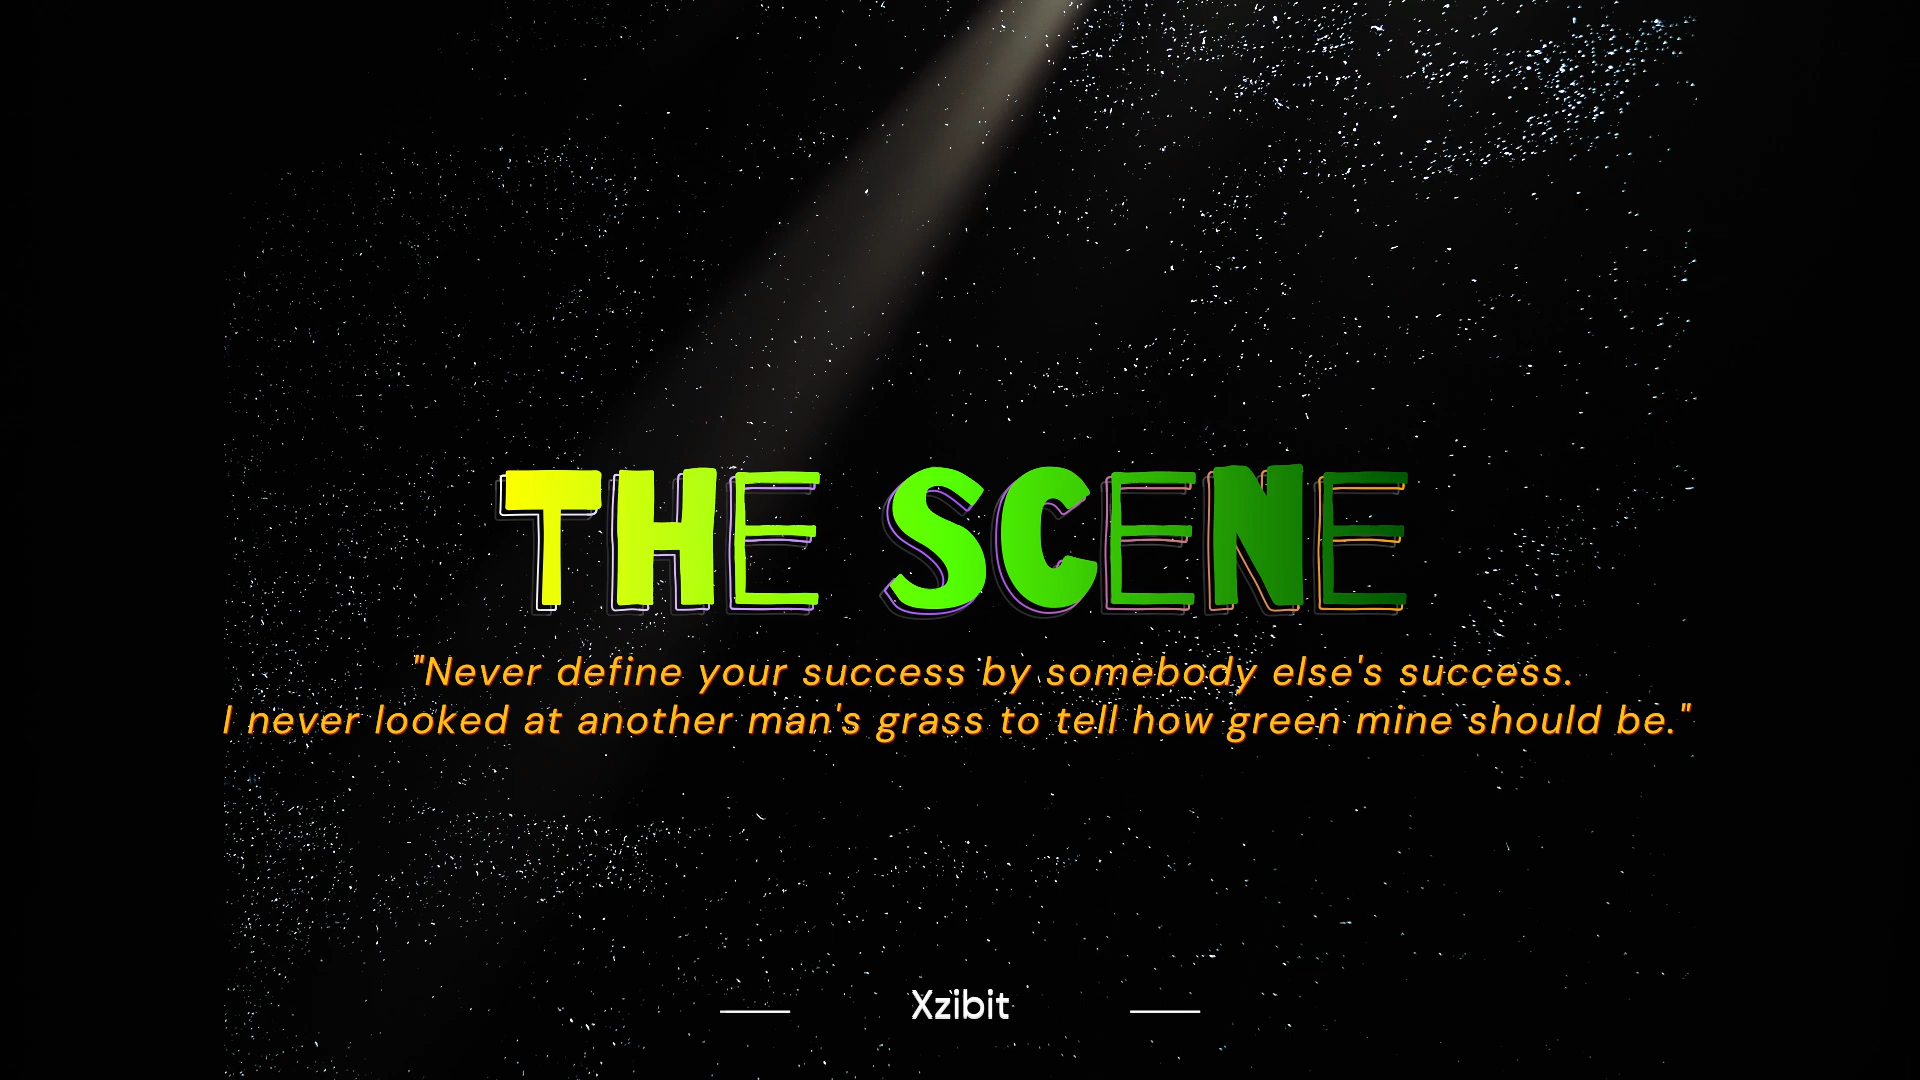 THE SCENE
"Never define your success by somebody else's success.
I never looked at another man's grass to tell how green mine should be."
Xzibit